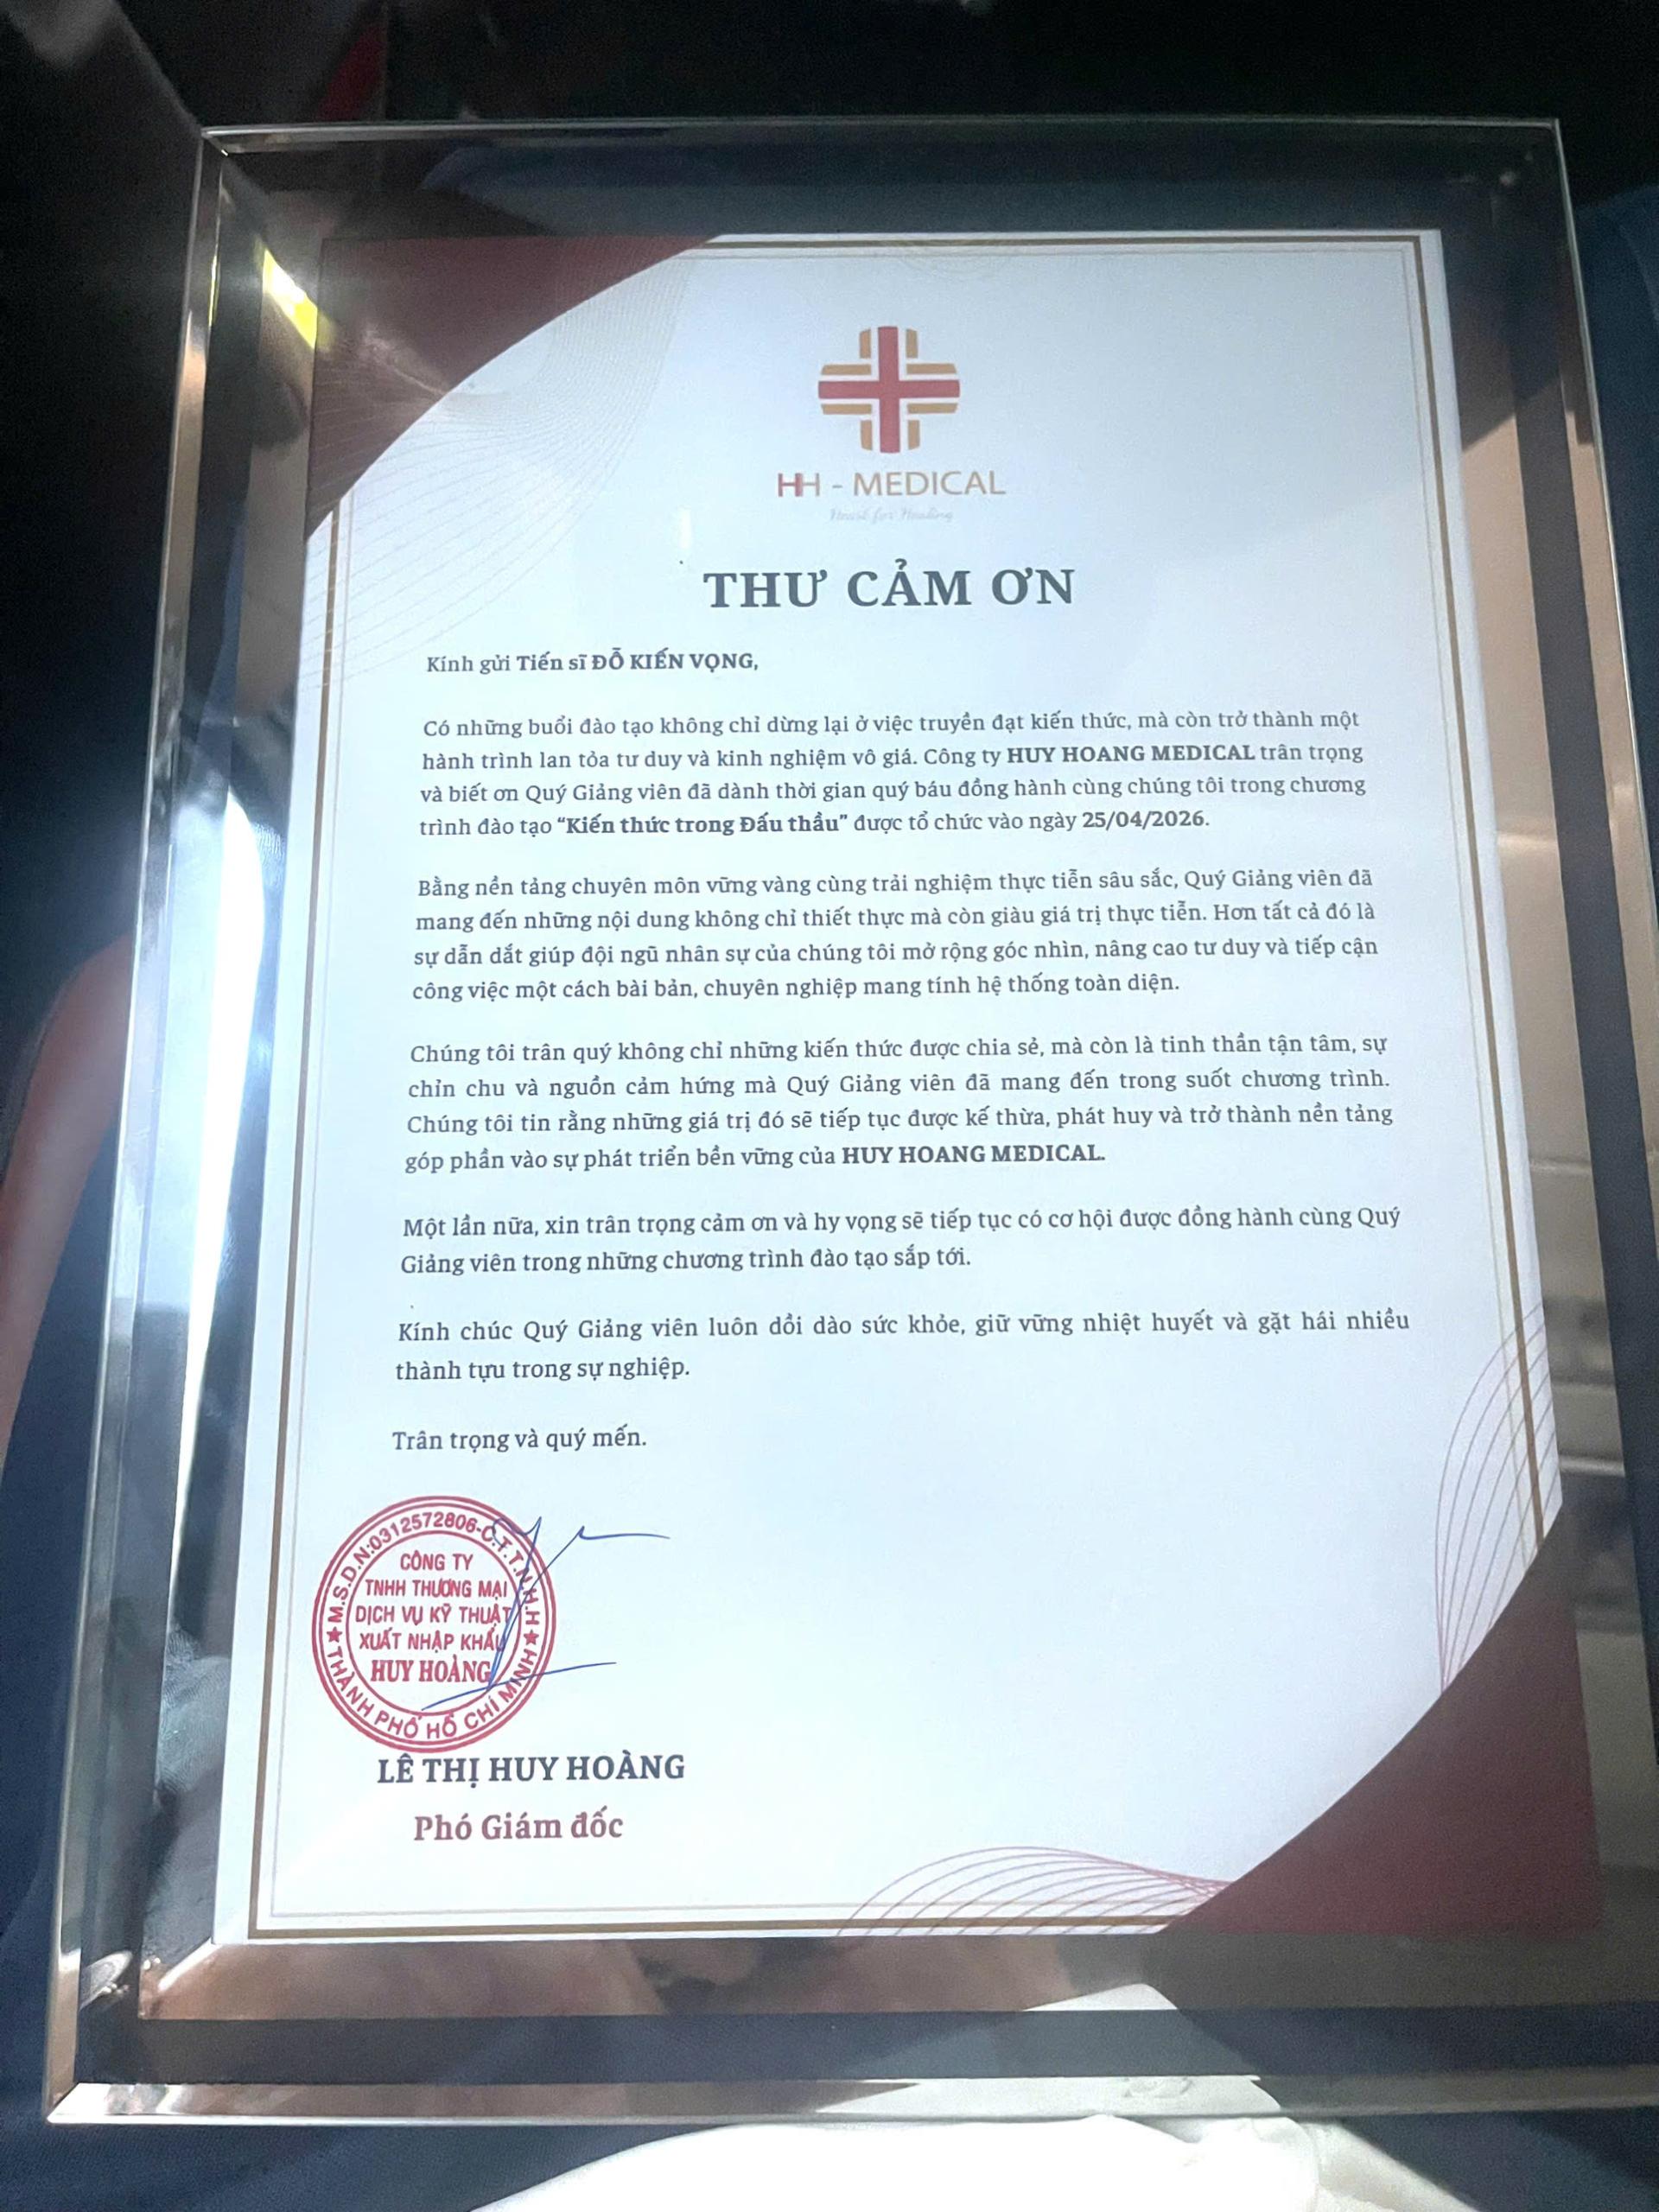 HH - MEDICAL
Heart for Healing
THƯ CẢM ƠN
Kính gửi Tiến sĩ ĐỖ KIẾN VỌNG,
Có những buổi đào tạo không chỉ dừng lại ở việc truyền đạt kiến thức, mà còn trở thành một
hành trình lan tỏa tư duy và kinh nghiệm vô giá. Công ty HUY HOANG MEDICAL trân trọng
và biết ơn Quý Giảng viên đã dành thời gian quý báu đồng hành cùng chúng tôi trong chương
trình đào tạo “Kiến thức trong Đấu thầu” được tổ chức vào ngày 25/04/2026.
Bằng nền tảng chuyên môn vững vàng cùng trải nghiệm thực tiễn sâu sắc, Quý Giảng viên đã
mang đến những nội dung không chỉ thiết thực mà còn giàu giá trị thực tiễn. Hơn tất cả đó là
sự dẫn dắt giúp đội ngũ nhân sự của chúng tôi mở rộng góc nhìn, nâng cao tư duy và tiếp cận
công việc một cách bài bản, chuyên nghiệp mang tính hệ thống toàn diện.
Chúng tôi trân quý không chỉ những kiến thức được chia sẻ, mà còn là tinh thần tận tâm, sự
chỉn chu và nguồn cảm hứng mà Quý Giảng viên đã mang đến trong suốt chương trình.
Chúng tôi tin rằng những giá trị đó sẽ tiếp tục được kế thừa, phát huy và trở thành nền tảng
góp phần vào sự phát triển bền vững của HUY HOANG MEDICAL.
Một lần nữa, xin trân trọng cảm ơn và hy vọng sẽ tiếp tục có cơ hội được đồng hành cùng Quý
Giảng viên trong những chương trình đào tạo sắp tới.
Kính chúc Quý Giảng viên luôn dồi dào sức khỏe, giữ vững nhiệt huyết và gặt hái nhiều
thành tựu trong sự nghiệp.
Trân trọng và quý mến.
M.S.D.N:0312572806-C.T.T.N.H.H
CÔNG TY
TNHH THƯƠNG MẠI
DỊCH VỤ KỸ THUẬT
XUẤT NHẬP KHẨU
HUY HOÀNG
THÀNH PHỐ HỒ CHÍ MINH
LÊ THỊ HUY HOÀNG
Phó Giám đốc